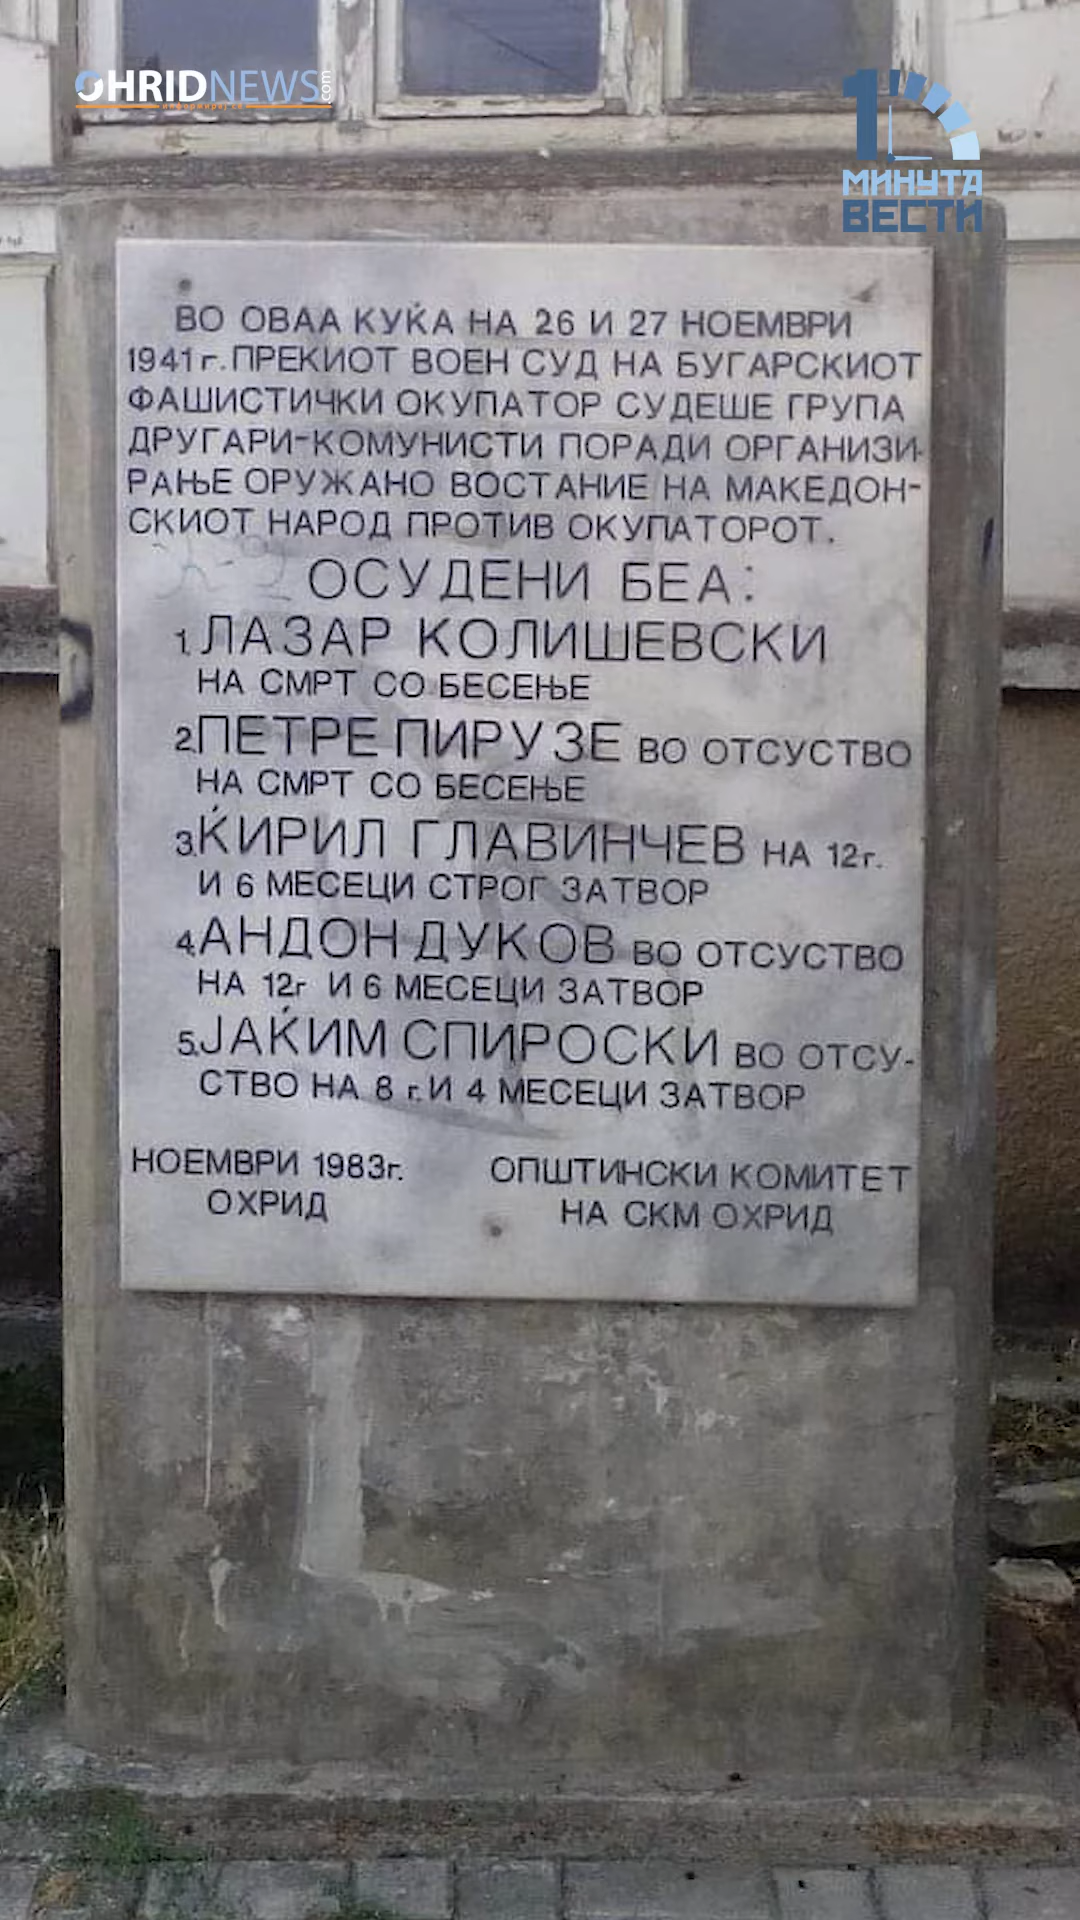 OHRIDNEWS.com
информирај се
1 МИНУТА
ВЕСТИ
ВО ОВАА КУЌА НА 26 И 27 НОЕМВРИ
1941 г. ПРЕКИОТ ВОЕН СУД НА БУГАРСКИОТ
ФАШИСТИЧКИ ОКУПАТОР СУДЕШЕ ГРУПА
ДРУГАРИ-КОМУНИСТИ ПОРАДИ ОРГАНИЗИ-
РАЊЕ ОРУЖАНО ВОСТАНИЕ НА МАКЕДОН-
СКИОТ НАРОД ПРОТИВ ОКУПАТОРОТ.
ОСУДЕНИ БЕА:
1. ЛАЗАР КОЛИШЕВСКИ
НА СМРТ СО БЕСЕЊЕ
2. ПЕТРЕ ПИРУЗЕ ВО ОТСУСТВО
НА СМРТ СО БЕСЕЊЕ
3. ЌИРИЛ ГЛАВИНЧЕВ НА 12 г.
И 6 МЕСЕЦИ СТРОГ ЗАТВОР
4. АНДОН ДУКОВ ВО ОТСУСТВО
НА 12 г И 6 МЕСЕЦИ ЗАТВОР
5. ЈАЌИМ СПИРОСКИ ВО ОТСУ-
СТВО НА 8 г. И 4 МЕСЕЦИ ЗАТВОР
НОЕМВРИ 1983 г. ОПШТИНСКИ КОМИТЕТ
ОХРИД НА СКМ ОХРИД